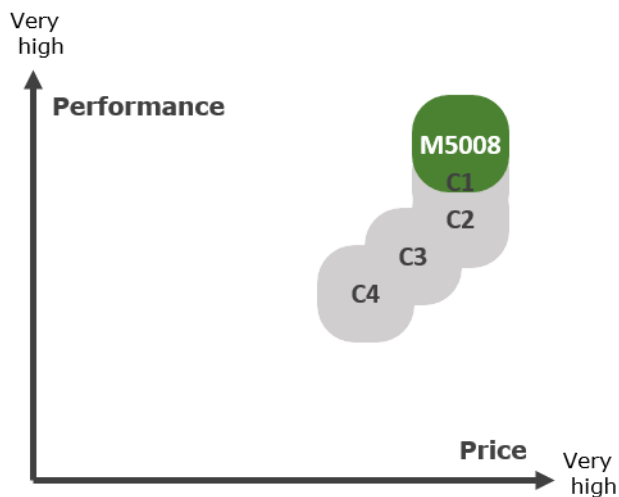 Very
high
Performance
M5008
C1
C2
C3
C4
Price
Very
high